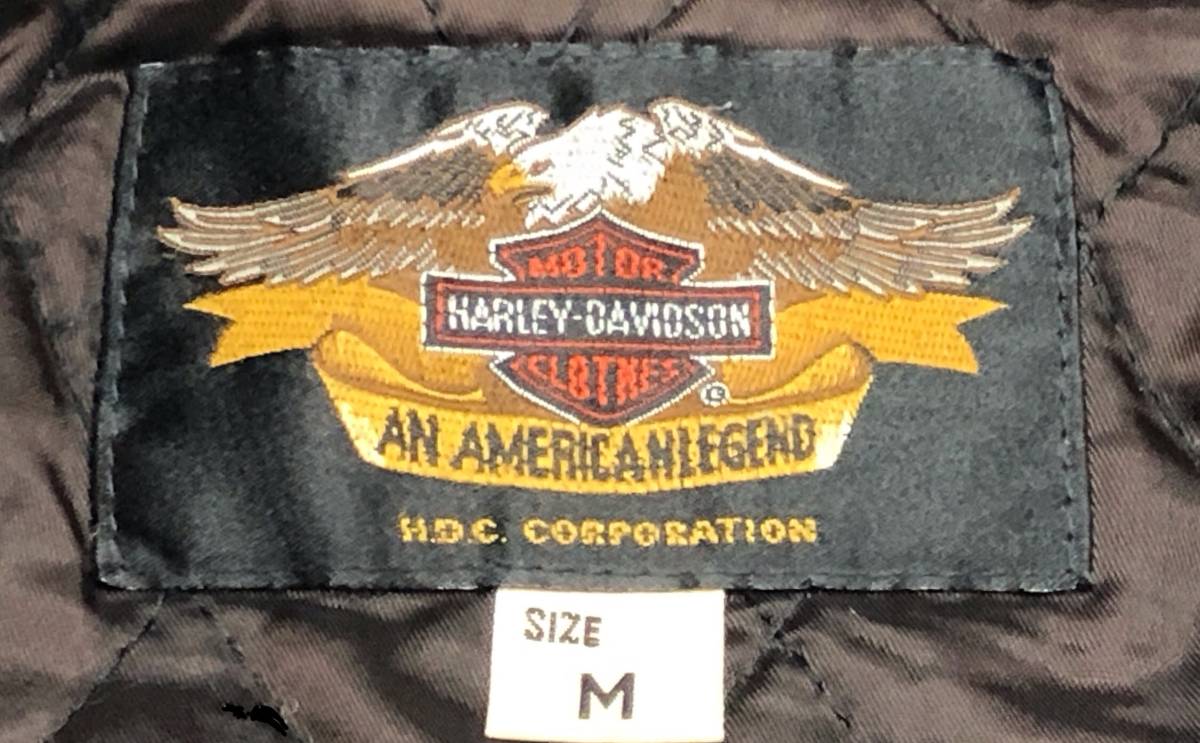 MOTOR
HARLEY-DAVIDSON
CLOTHES
®
AN AMERICAN LEGEND
H.D.C. CORPORATION
SIZE
M